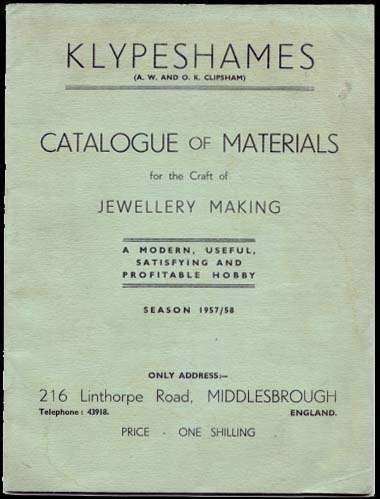 KLYPESHAMES
(A. W. AND O. K. CLIPSHAM)
CATALOGUE OF MATERIALS
for the Craft of
JEWELLERY MAKING
A MODERN, USEFUL,
SATISFYING AND
PROFITABLE HOBBY
SEASON 1957/58
ONLY ADDRESS:—
216 Linthorpe Road, MIDDLESBROUGH
Telephone : 43918. ENGLAND.
PRICE - ONE SHILLING